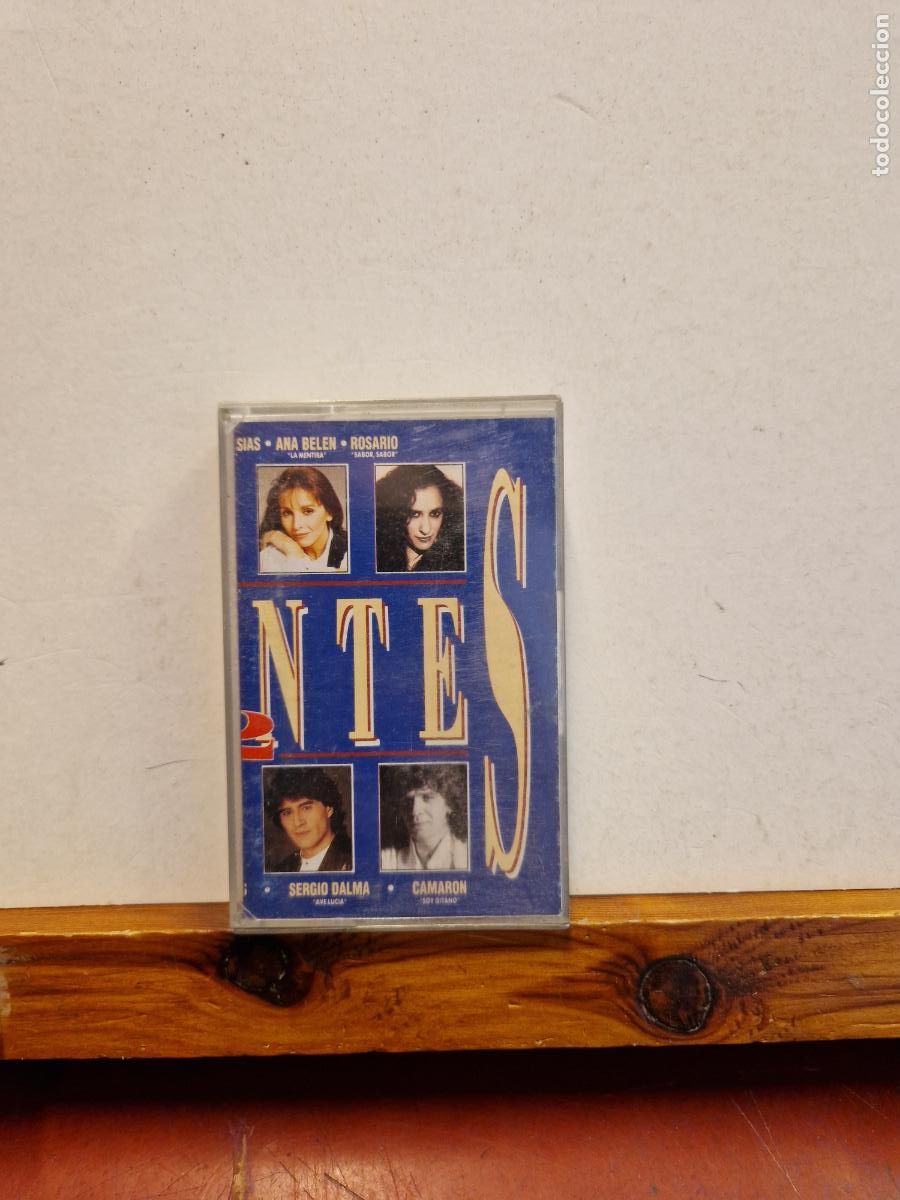 todocoleccion
SIAS • ANA BELEN • ROSARIO
"LA MENTIRA" "SABOR, SABOR"
NTES
2
S • SERGIO DALMA • CAMARON
"AVE LUCIA" "SOY GITANO"